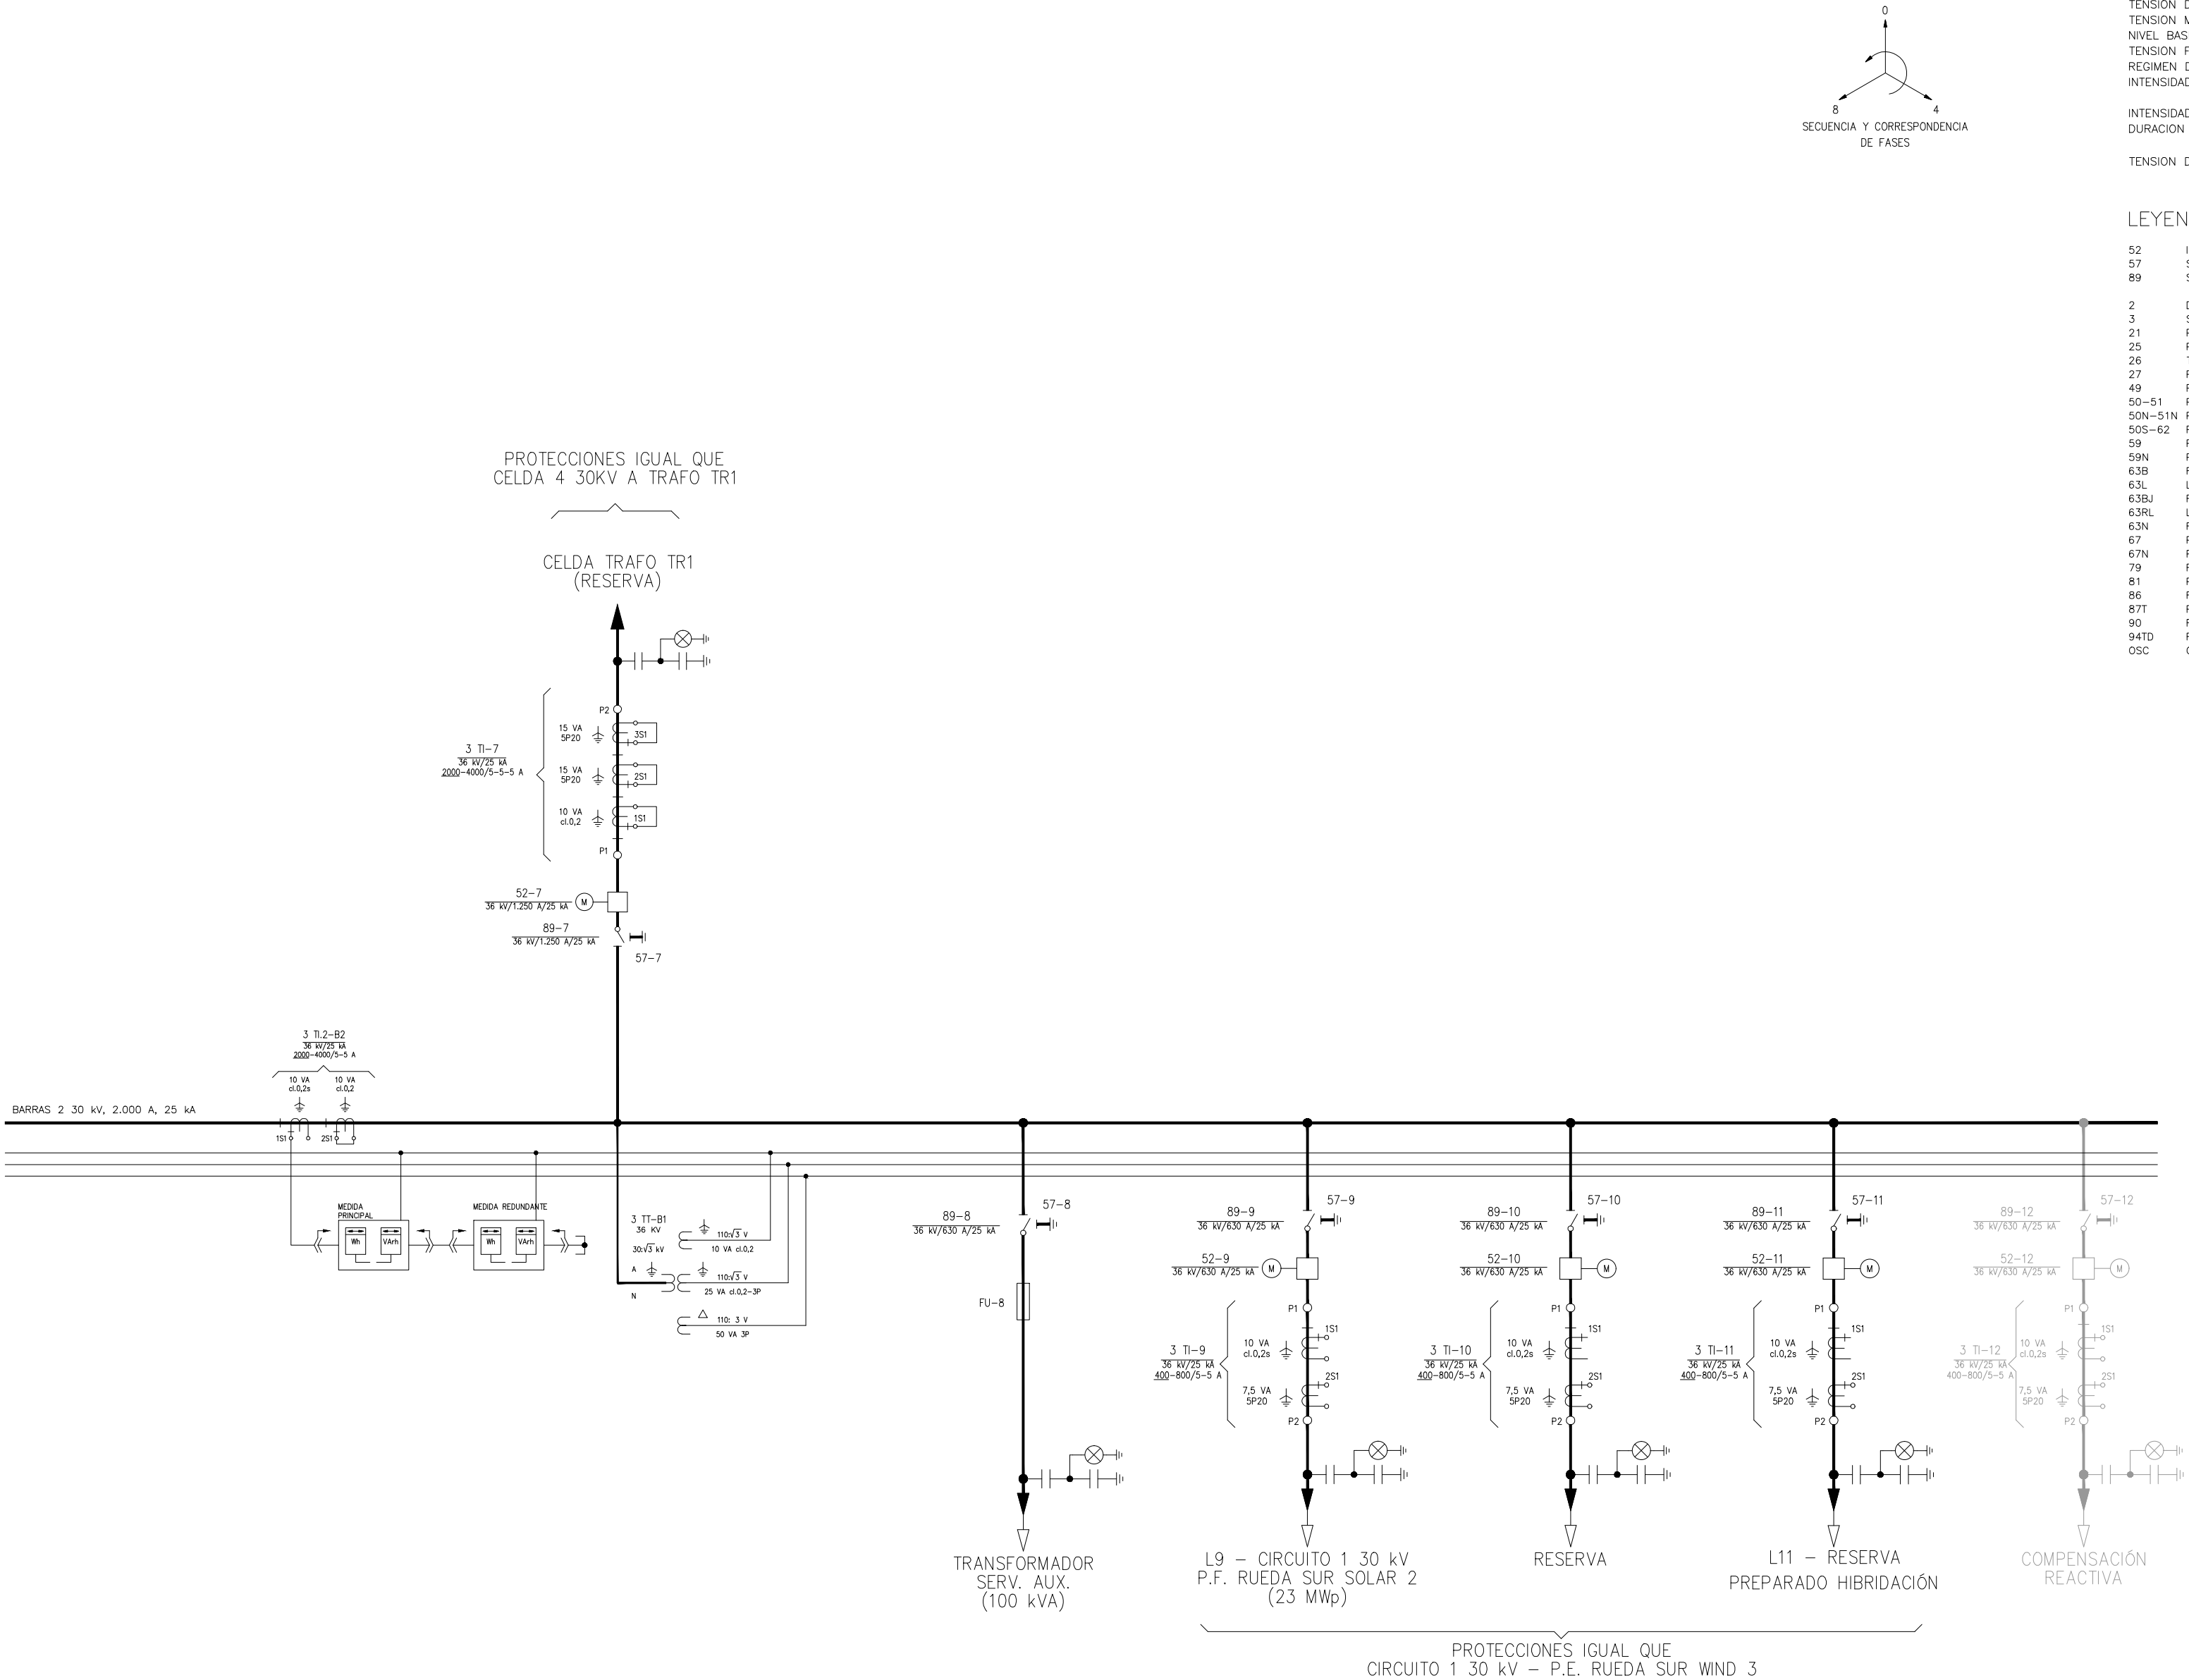 0
8
4
SECUENCIA Y CORRESPONDENCIA
DE FASES
TENSION
TENSION
NIVEL
TENSION
REGIMEN
DURACION
TENSION
52
57
89
2
3
21
25
26
27
49
50-51
50N-51N
50S-62
59
59N
63B
63L
63BJ
63RL
63N
67
67N
79
81
86
87T
90
94TD
OSC
PROTECCIONES IGUAL QUE
CELDA 4 30KV A TRAFO TR1
CELDA TRAFO TR1
(RESERVA)
P2
15 VA
5P20
3S1
3 TI-7
36 kV/25 kA
2000-4000/5-5-5 A
15 VA
5P20
2S1
10 VA
cl.0,2
1S1
P1
52-7
36 kV/1.250 A/25 kA
M
89-7
36 kV/1.250 A/25 kA
57-7
3 TI.2-B2
36 kV/25 kA
2000-4000/5-5 A
10 VA
cl.0,2s
10 VA
cl.0,2
BARRAS 2 30 kV, 2.000 A, 25 kA
1S1
2S1
MEDIDA
PRINCIPAL
Wh
VArh
MEDIDA REDUNDANTE
Wh
VArh
3 TT-B1
36 KV
30:√3 kV
A
N
110:√3 V
10 VA cl.0,2
110:√3 V
25 VA cl.0,2-3P
110: 3 V
50 VA 3P
57-8
89-8
36 kV/630 A/25 kA
FU-8
TRANSFORMADOR
SERV. AUX.
(100 kVA)
57-9
89-9
36 kV/630 A/25 kA
52-9
36 kV/630 A/25 kA
M
P1
1S1
10 VA
cl.0,2s
3 TI-9
36 kV/25 kA
400-800/5-5 A
2S1
7,5 VA
5P20
P2
L9 - CIRCUITO 1 30 kV
P.F. RUEDA SUR SOLAR 2
(23 MWp)
57-10
89-10
36 kV/630 A/25 kA
52-10
36 kV/630 A/25 kA
M
P1
1S1
10 VA
cl.0,2s
3 TI-10
36 kV/25 kA
400-800/5-5 A
2S1
7,5 VA
5P20
P2
RESERVA
57-11
89-11
36 kV/630 A/25 kA
52-11
36 kV/630 A/25 kA
M
P1
1S1
10 VA
cl.0,2s
3 TI-11
36 kV/25 kA
400-800/5-5 A
2S1
7,5 VA
5P20
P2
L11 - RESERVA
PREPARADO HIBRIDACIÓN
57-12
89-12
36 kV/630 A/25 kA
52-12
36 kV/630 A/25 kA
M
P1
1S1
10 VA
cl.0,2s
3 TI-12
36 kV/25 kA
400-800/5-5 A
2S1
7,5 VA
5P20
P2
COMPENSACIÓN
REACTIVA
PROTECCIONES IGUAL QUE
CIRCUITO 1 30 kV - P.E. RUEDA SUR WIND 3